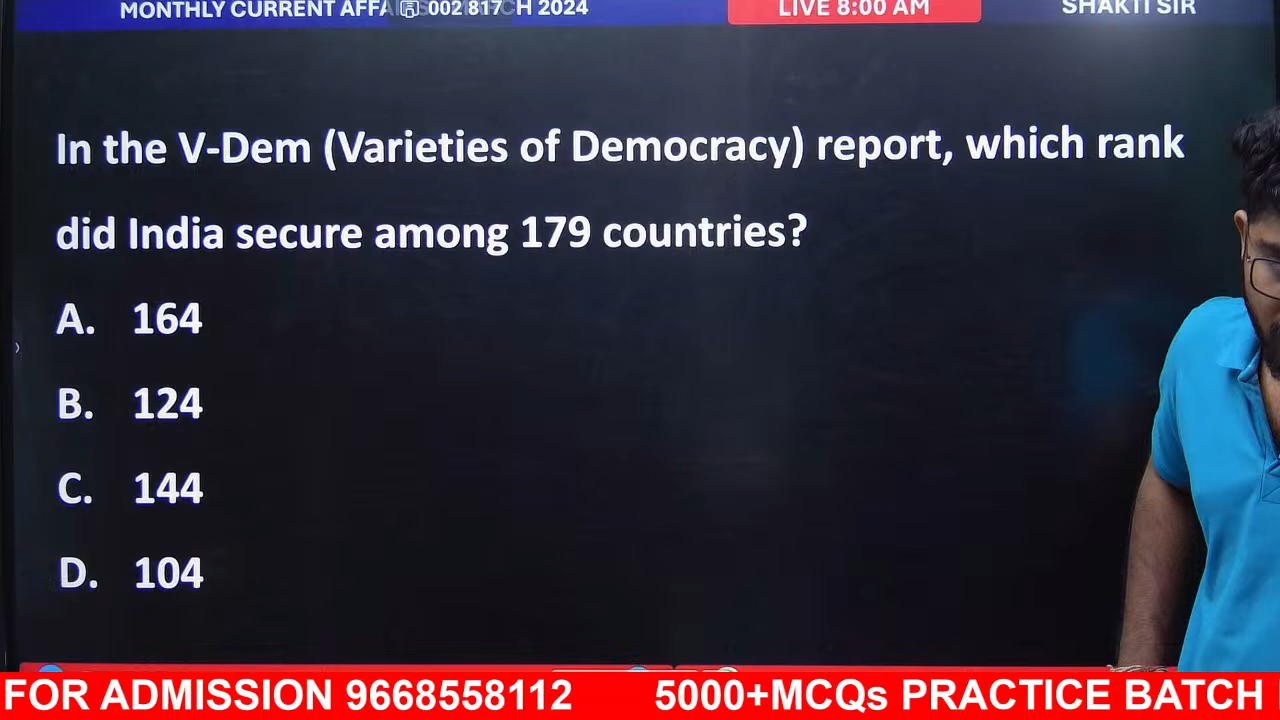 MONTHLY CURRENT AFFA 002 817 CH 2024
LIVE 8:00 AM
SHAKTI SIR
In the V-Dem (Varieties of Democracy) report, which rank
did India secure among 179 countries?
A. 164
B. 124
C. 144
D. 104
FOR ADMISSION 9668558112 5000+MCQs PRACTICE BATCH